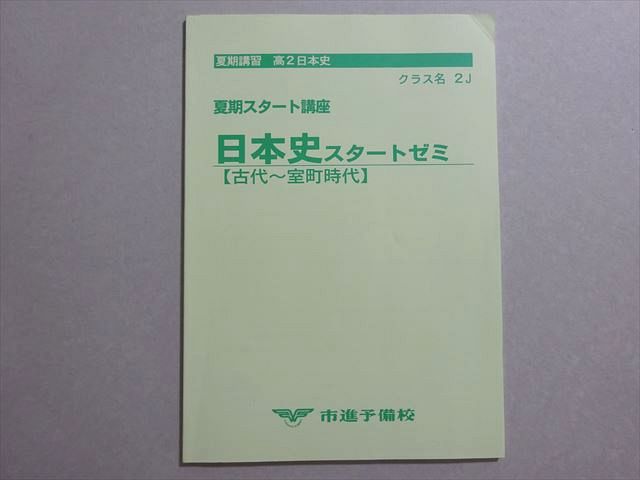 夏期講習 高2日本史
クラス名 2J
夏期スタート講座
日本史スタートゼミ
【古代～室町時代】
市進予備校